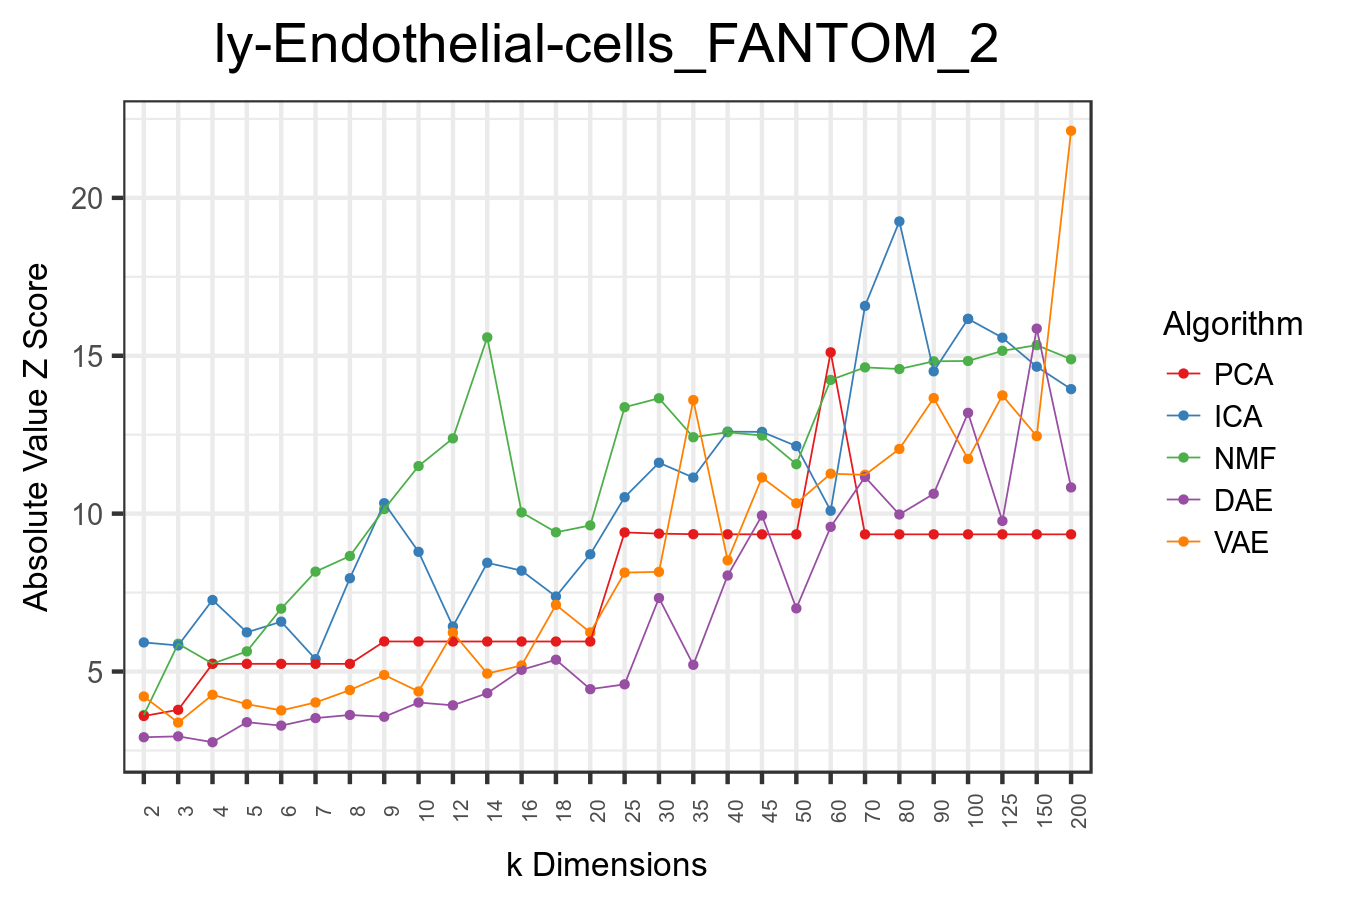 ly-Endothelial-cells_FANTOM_2
Absolute Value Z Score
20
15
10
5
2 3 4 5 6 7 8 9 10 12 14 16 18 20 25 30 35 40 45 50 60 70 80 90 100 125 150 200
k Dimensions
Algorithm
PCA
ICA
NMF
DAE
VAE